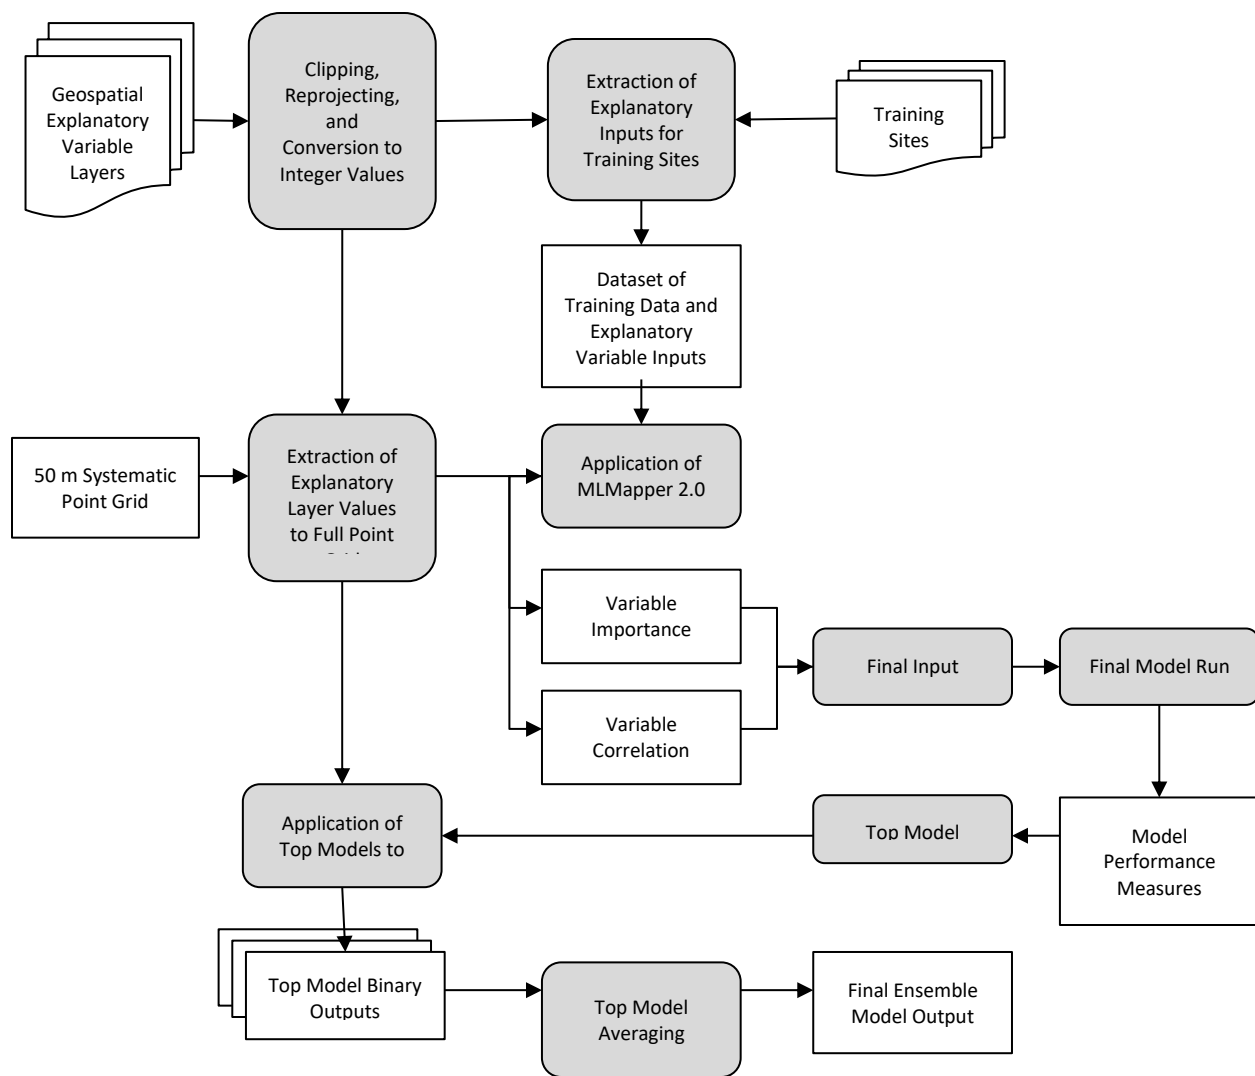 Geospatial
Explanatory
Variable
Layers
Clipping,
Reprojecting,
and
Conversion to
Integer Values
Extraction of
Explanatory
Inputs for
Training Sites
Training
Sites
Dataset of
Training Data and
Explanatory
Variable Inputs
50 m Systematic
Point Grid
Extraction of
Explanatory
Layer Values
to Full Point
Application of
MLMapper 2.0
Variable
Importance
Variable
Correlation
Final Input
Final Model Run
Application of
Top Models to
Top Model
Model
Performance
Measures
Top Model Binary
Outputs
Top Model
Averaging
Final Ensemble
Model Output